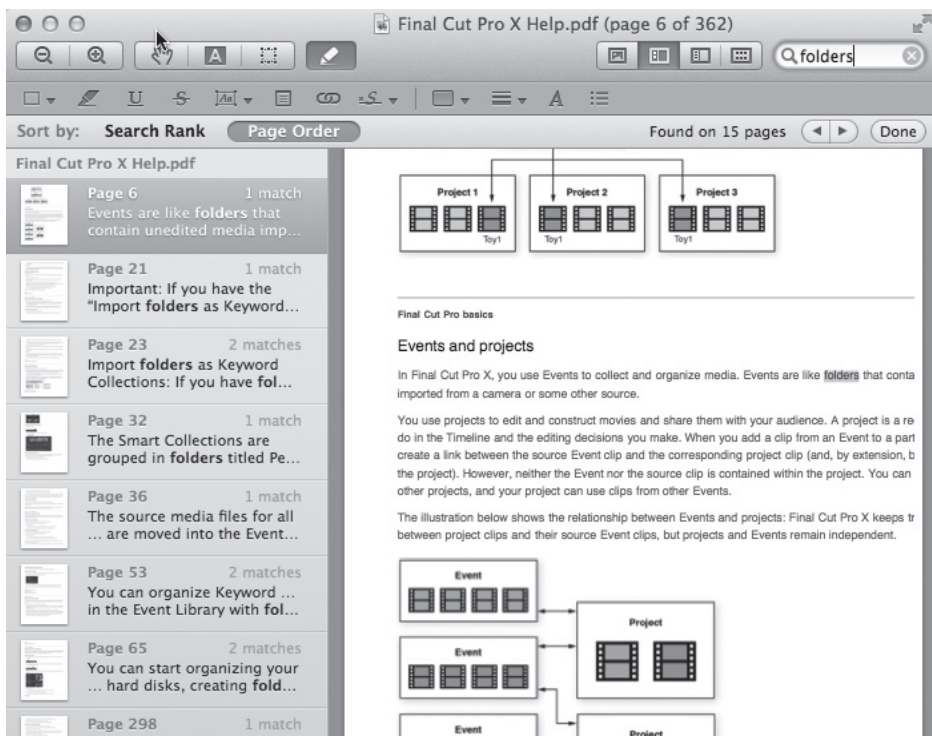 Final Cut Pro X Help.pdf (page 6 of 362)
A
folders
U S Aa S A
Sort by: Search Rank Page Order Found on 15 pages Done
Final Cut Pro X Help.pdf
Page 6 1 match
Events are like folders that
contain unedited media imp...
Page 21 1 match
Important: If you have the
“Import folders as Keyword...
Page 23 2 matches
Import folders as Keyword
Collections: If you have fol...
Page 32 1 match
The Smart Collections are
grouped in folders titled Pe...
Page 36 1 match
The source media files for all
... are moved into the Event...
Page 53 2 matches
You can organize Keyword ...
in the Event Library with fol...
Page 65 2 matches
You can start organizing your
... hard disks, creating fold...
Page 298 1 match
Project 1 Project 2 Project 3
Toy1 Toy1 Toy1
Final Cut Pro basics
Events and projects
In Final Cut Pro X, you use Events to collect and organize media. Events are like folders that conta
imported from a camera or some other source.
You use projects to edit and construct movies and share them with your audience. A project is a re
do in the Timeline and the editing decisions you make. When you add a clip from an Event to a part
create a link between the source Event clip and the corresponding project clip (and, by extension, b
the project). However, neither the Event nor the source clip is contained within the project. You can
other projects, and your project can use clips from other Events.
The illustration below shows the relationship between Events and projects: Final Cut Pro X keeps tr
between project clips and their source Event clips, but projects and Events remain independent.
Event
Project
Event
Event
Project